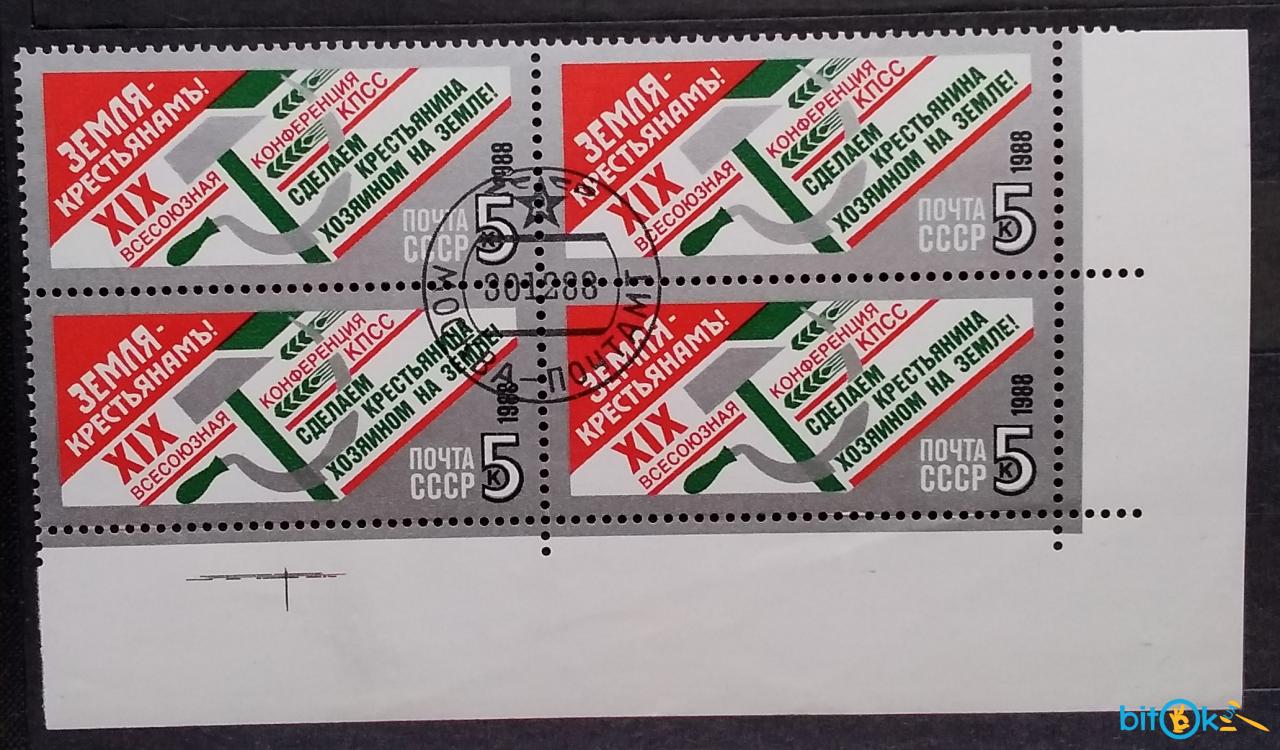 ЗЕМЛЯ-
КРЕСТЬЯНАМЪ!
XIX
ВСЕСОЮЗНАЯ
КОНФЕРЕНЦИЯ
КПСС
СДЕЛАЕМ
КРЕСТЬЯНИНА
ХОЗЯИНОМ НА ЗЕМЛЕ!
1988
ПОЧТА
СССР
5
К
ЗЕМЛЯ-
КРЕСТЬЯНАМЪ!
XIX
ВСЕСОЮЗНАЯ
КОНФЕРЕНЦИЯ
КПСС
СДЕЛАЕМ
КРЕСТЬЯНИНА
ХОЗЯИНОМ НА ЗЕМЛЕ!
1988
ПОЧТА
СССР
5
К
301288
ПОЧТАМТ
ЗЕМЛЯ-
КРЕСТЬЯНАМЪ!
XIX
ВСЕСОЮЗНАЯ
КОНФЕРЕНЦИЯ
КПСС
СДЕЛАЕМ
КРЕСТЬЯНИНА
ХОЗЯИНОМ НА ЗЕМЛЕ!
1988
ПОЧТА
СССР
5
К
ЗЕМЛЯ-
КРЕСТЬЯНАМЪ!
XIX
ВСЕСОЮЗНАЯ
КОНФЕРЕНЦИЯ
КПСС
СДЕЛАЕМ
КРЕСТЬЯНИНА
ХОЗЯИНОМ НА ЗЕМЛЕ!
1988
ПОЧТА
СССР
5
К
bitok